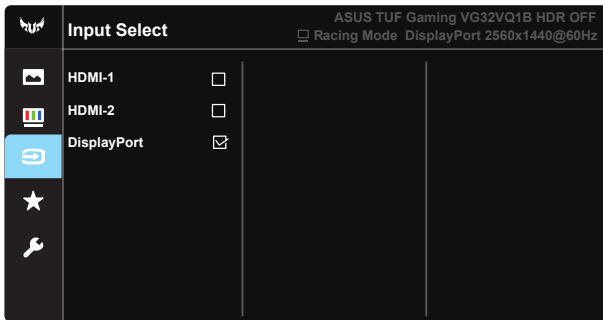 Input Select
ASUS TUF Gaming VG32VQ1B HDR OFF
Racing Mode DisplayPort 2560x1440@60Hz
HDMI-1
HDMI-2
DisplayPort